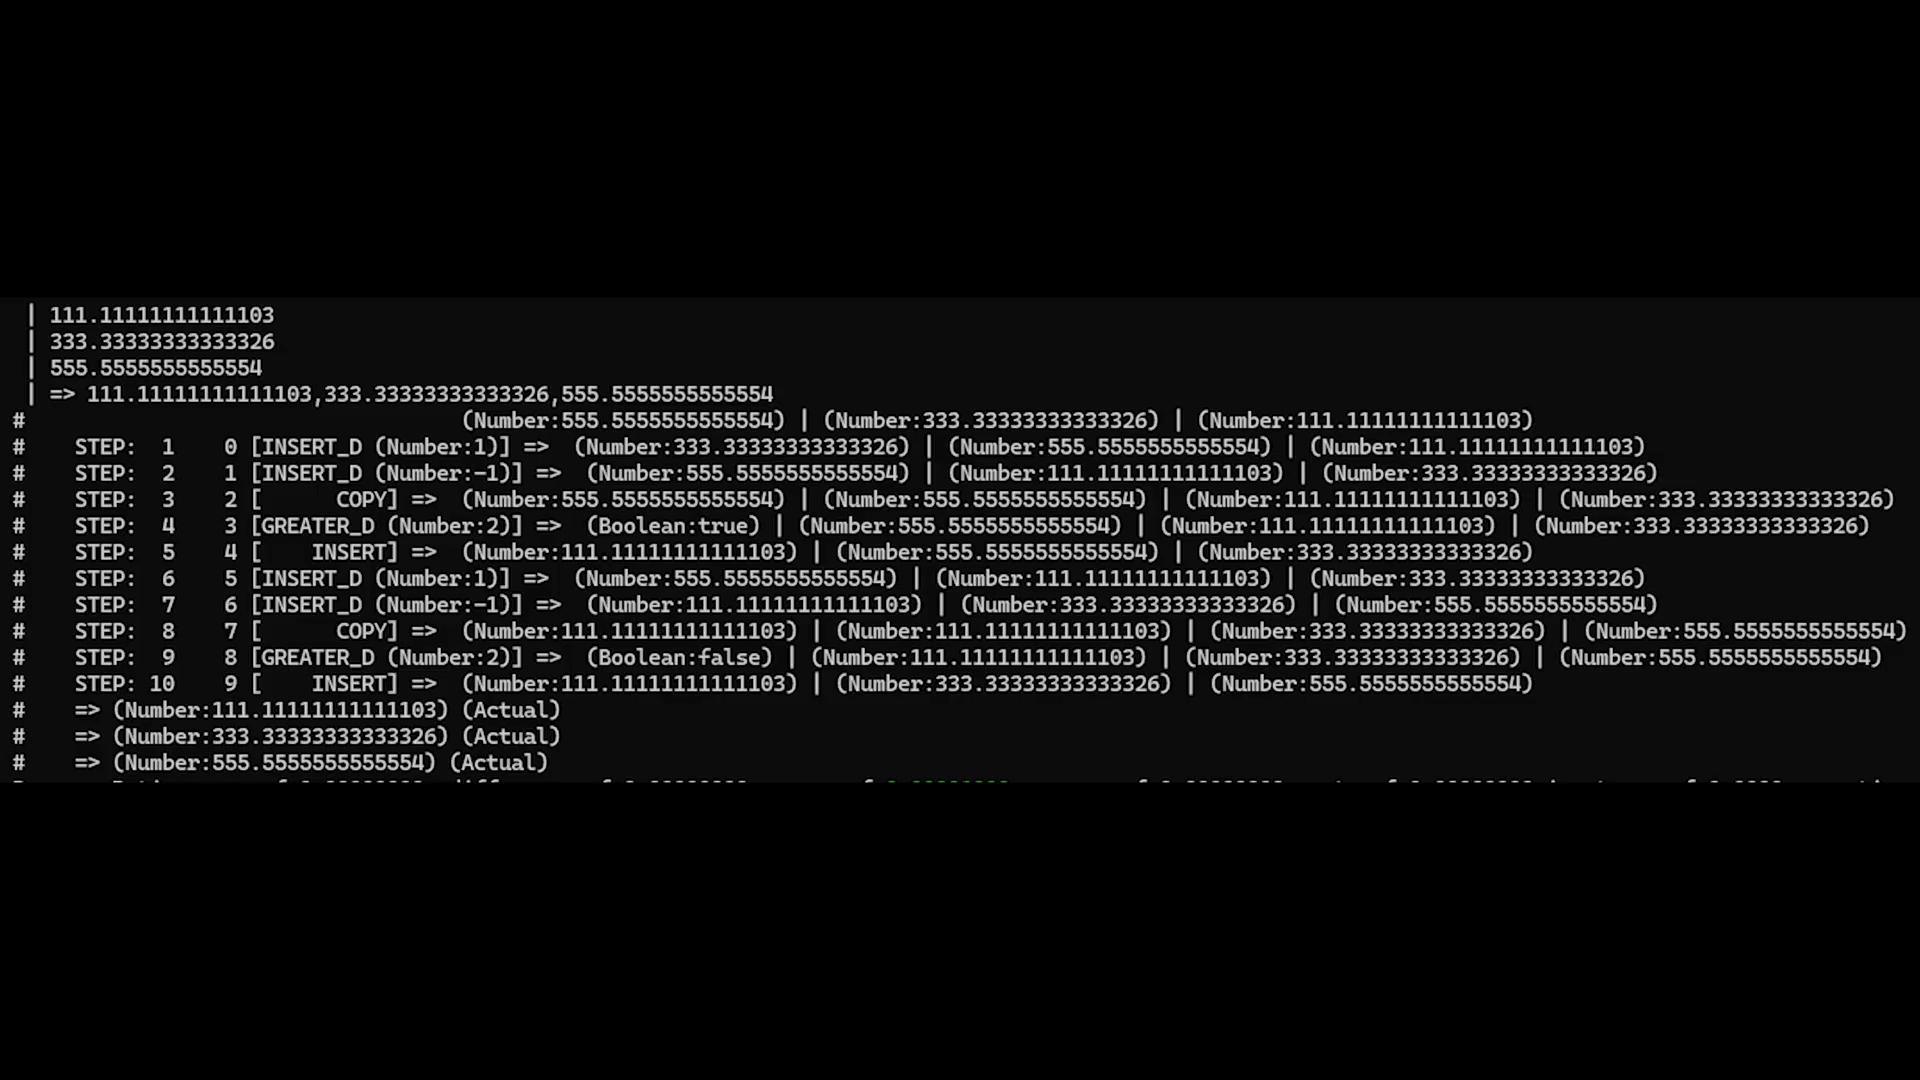 | 111.11111111111103
| 333.33333333333326
| 555.5555555555554
| => 111.11111111111103,333.33333333333326,555.5555555555554
# (Number:555.5555555555554) | (Number:333.33333333333326) | (Number:111.11111111111103)
# STEP: 1 0 [INSERT_D (Number:1)] => (Number:333.33333333333326) | (Number:555.5555555555554) | (Number:111.11111111111103)
# STEP: 2 1 [INSERT_D (Number:-1)] => (Number:555.5555555555554) | (Number:111.11111111111103) | (Number:333.33333333333326)
# STEP: 3 2 [ COPY] => (Number:555.5555555555554) | (Number:555.5555555555554) | (Number:111.11111111111103) | (Number:333.33333333333326)
# STEP: 4 3 [GREATER_D (Number:2)] => (Boolean:true) | (Number:555.5555555555554) | (Number:111.11111111111103) | (Number:333.33333333333326)
# STEP: 5 4 [ INSERT] => (Number:111.11111111111103) | (Number:555.5555555555554) | (Number:333.33333333333326)
# STEP: 6 5 [INSERT_D (Number:1)] => (Number:555.5555555555554) | (Number:111.11111111111103) | (Number:333.33333333333326)
# STEP: 7 6 [INSERT_D (Number:-1)] => (Number:111.11111111111103) | (Number:333.33333333333326) | (Number:555.5555555555554)
# STEP: 8 7 [ COPY] => (Number:111.11111111111103) | (Number:111.11111111111103) | (Number:333.33333333333326) | (Number:555.5555555555554)
# STEP: 9 8 [GREATER_D (Number:2)] => (Boolean:false) | (Number:111.11111111111103) | (Number:333.33333333333326) | (Number:555.5555555555554)
# STEP: 10 9 [ INSERT] => (Number:111.11111111111103) | (Number:333.33333333333326) | (Number:555.5555555555554)
# => (Number:111.11111111111103) (Actual)
# => (Number:333.33333333333326) (Actual)
# => (Number:555.5555555555554) (Actual)